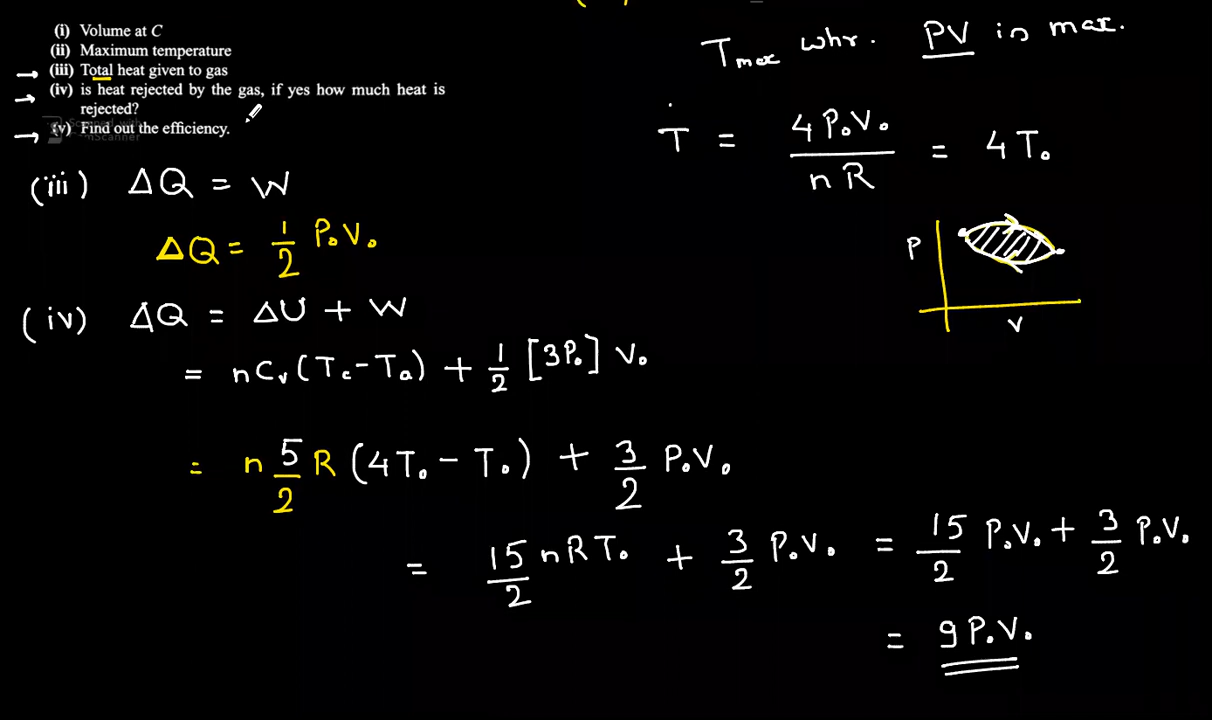 (i) Volume at C
(ii) Maximum temperature
(iii) Total heat given to gas
(iv) is heat rejected by the gas, if yes how much heat is
rejected?
(v) Find out the efficiency.
Tmax whr. PV is max.
T = 4P₀V₀ / nR = 4T₀
P
V
(iii) ΔQ = W
ΔQ = 1/2 P₀V₀
(iv) ΔQ = ΔU + W
= nCv(Tc - Ta) + 1/2 [3P₀] V₀
= n 5/2 R (4T₀ - T₀) + 3/2 P₀V₀
= 15/2 nRT₀ + 3/2 P₀V₀ = 15/2 P₀V₀ + 3/2 P₀V₀
= 9P₀V₀